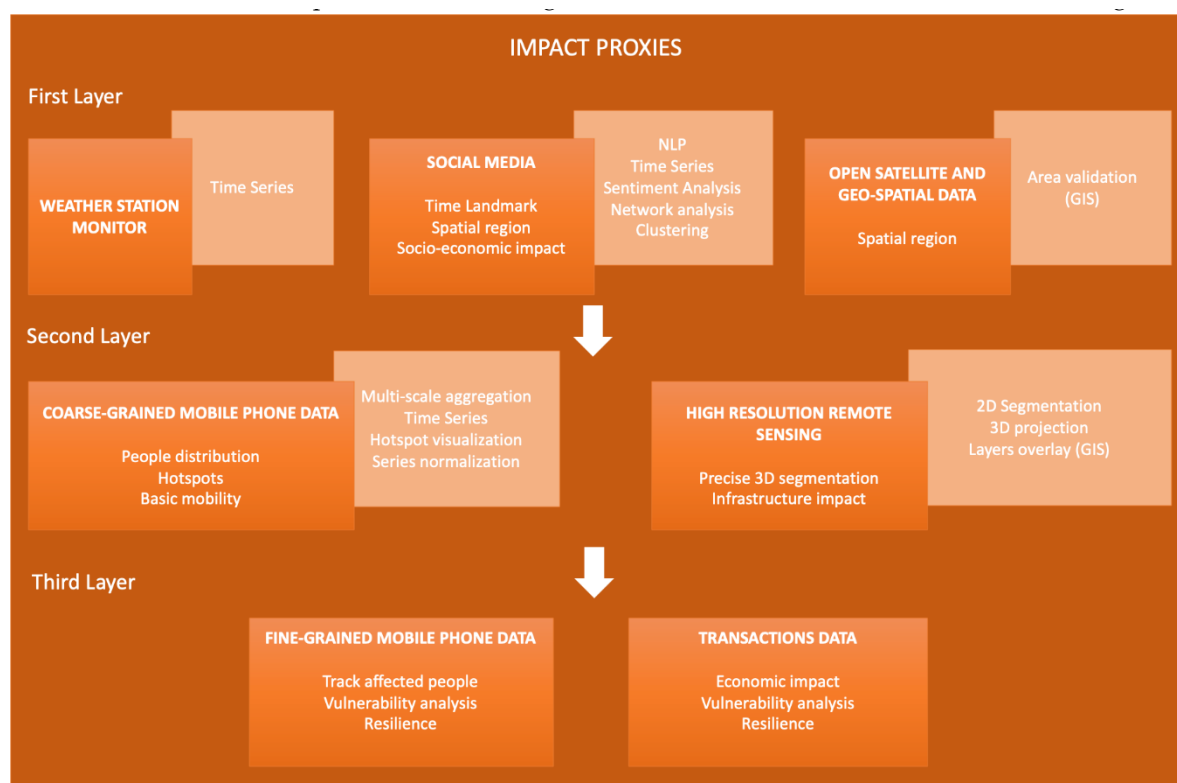 IMPACT PROXIES
First Layer
WEATHER STATION
MONITOR
Time Series
SOCIAL MEDIA
Time Landmark
Spatial region
Socio-economic impact
NLP
Time Series
Sentiment Analysis
Network analysis
Clustering
OPEN SATELLITE AND
GEO-SPATIAL DATA
Spatial region
Area validation
(GIS)
Second Layer
COARSE-GRAINED MOBILE PHONE DATA
People distribution
Hotspots
Basic mobility
Multi-scale aggregation
Time Series
Hotspot visualization
Series normalization
HIGH RESOLUTION REMOTE
SENSING
Precise 3D segmentation
Infrastructure impact
2D Segmentation
3D projection
Layers overlay (GIS)
Third Layer
FINE-GRAINED MOBILE PHONE DATA
Track affected people
Vulnerability analysis
Resilience
TRANSACTIONS DATA
Economic impact
Vulnerability analysis
Resilience